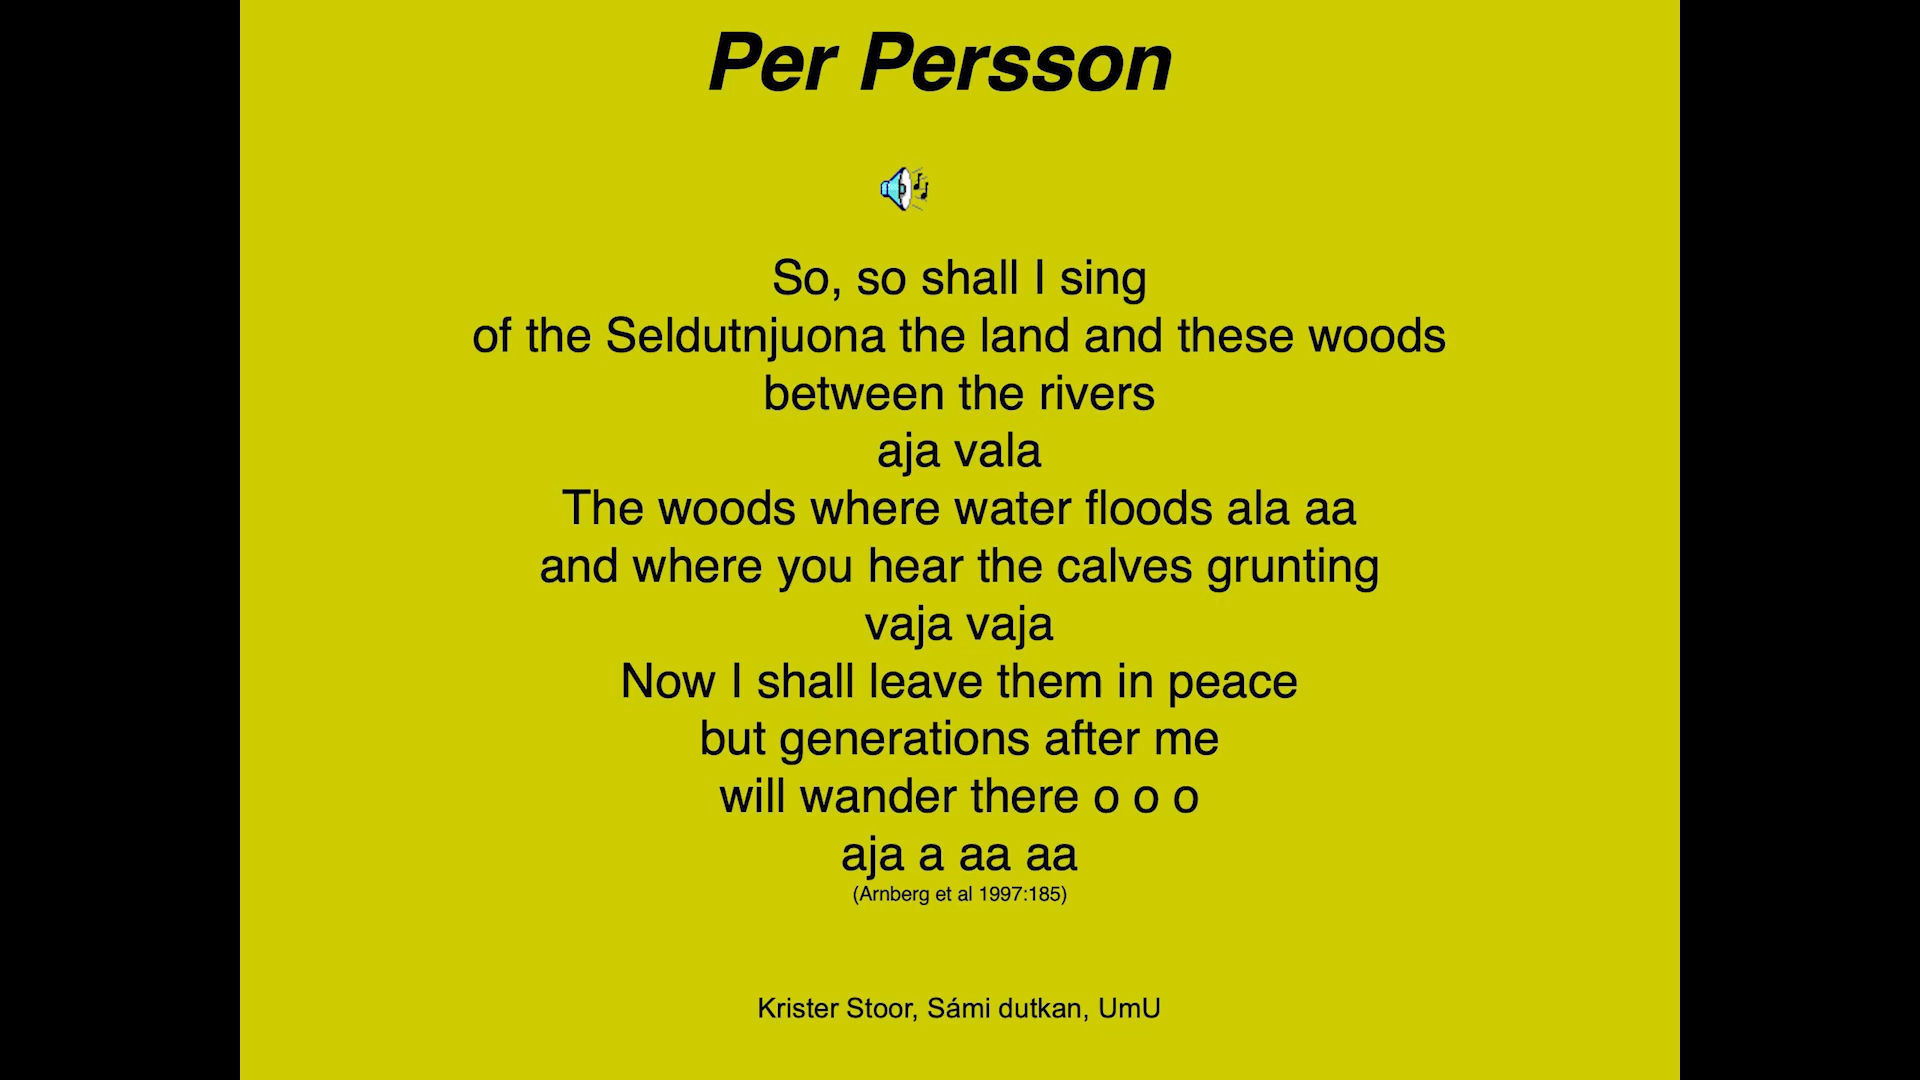 Per Persson
So, so shall I sing
of the Seldutnjuona the land and these woods
between the rivers
aja vala
The woods where water floods ala aa
and where you hear the calves grunting
vaja vaja
Now I shall leave them in peace
but generations after me
will wander there o o o
aja a aa aa
(Arnberg et al 1997:185)
Krister Stoor, Sámi dutkan, UmU